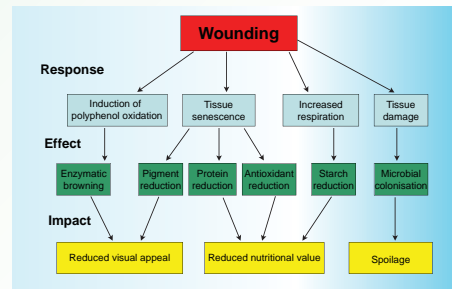 Wounding
Response
Induction of
polyphenol oxidation
Tissue
senescence
Increased
respiration
Tissue
damage
Effect
Enzymatic
browning
Pigment
reduction
Protein
reduction
Antioxidant
reduction
Starch
reduction
Microbial
colonisation
Impact
Reduced visual appeal
Reduced nutritional value
Spoilage